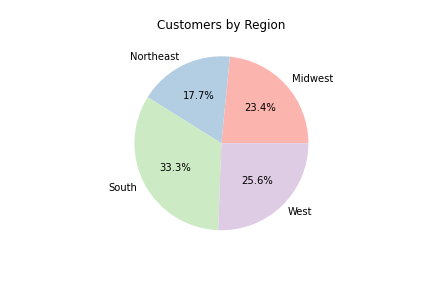 Customers by Region
Northeast
Midwest
17.7%
23.4%
33.3%
25.6%
South
West